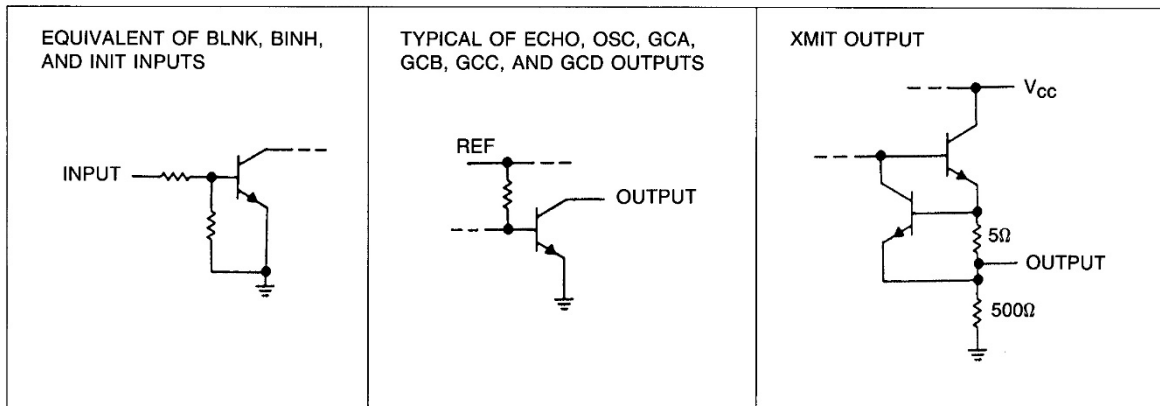 EQUIVALENT OF BLNK, BINH,
AND INIT INPUTS
INPUT
TYPICAL OF ECHO, OSC, GCA,
GCB, GCC, AND GCD OUTPUTS
REF
OUTPUT
XMIT OUTPUT
VCC
5Ω
OUTPUT
500Ω